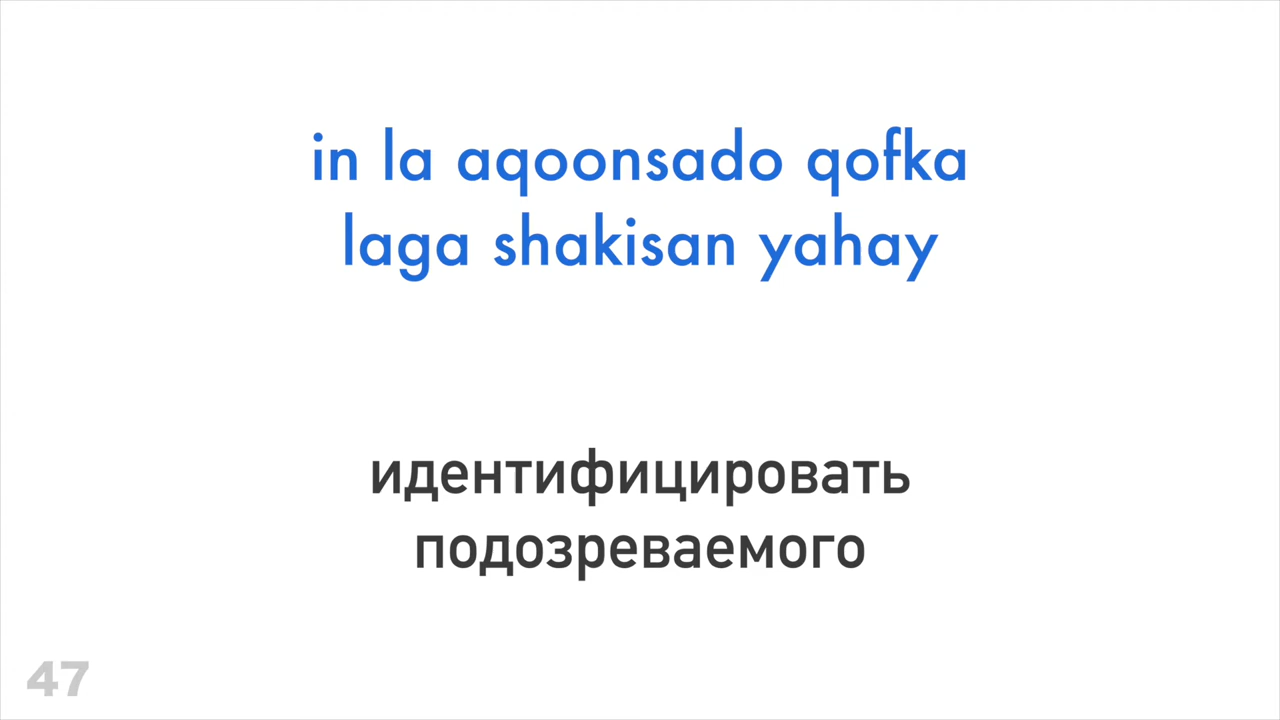 in la aqoonsado qofka
laga shakisan yahay
идентифицировать
подозреваемого
47